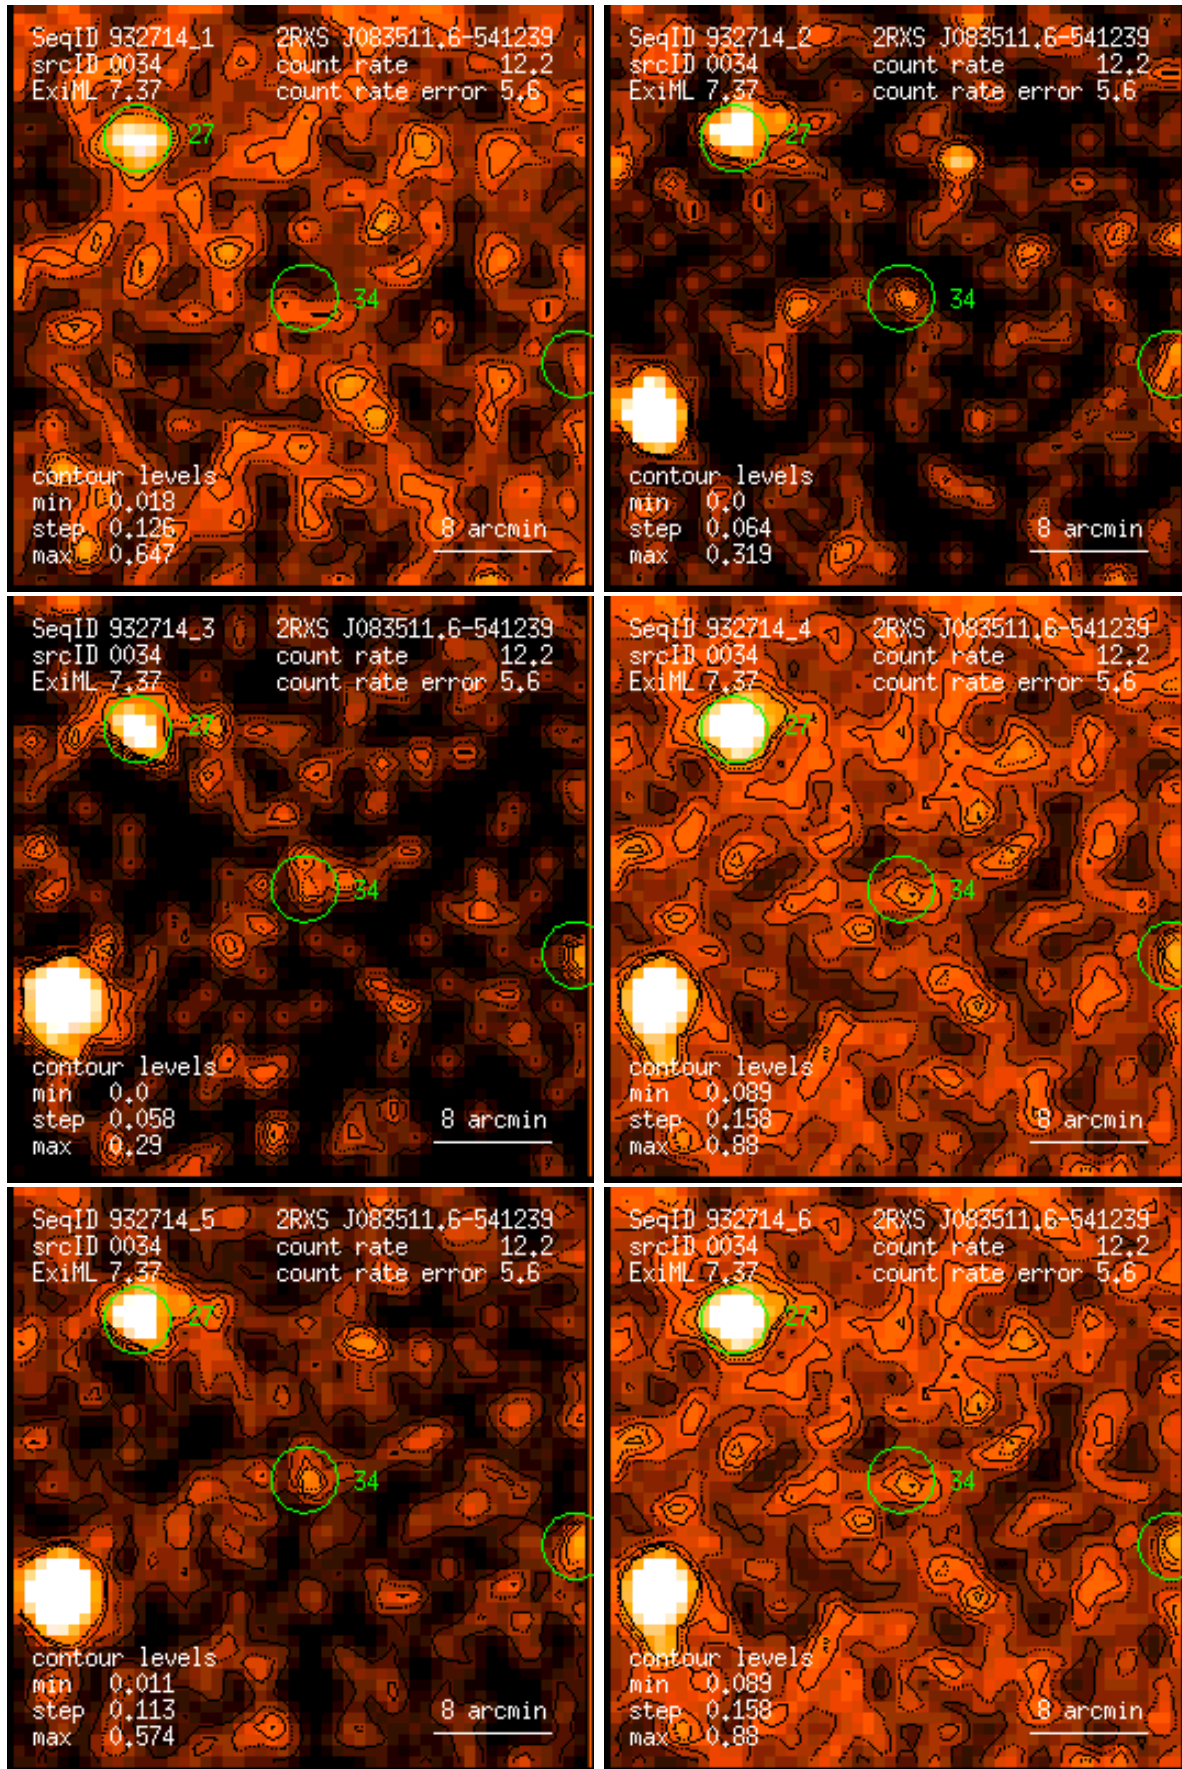 SeqID 932714_1 2RXS J083511.6-541239
srcID 0034 count rate 12.2
ExiML 7.37 count rate error 5.6
27
34
contour levels
min 0.018
step 0.126 8 arcmin
max 0.647
SeqID 932714_2 2RXS J083511.6-541239
srcID 0034 count rate 12.2
ExiML 7.37 count rate error 5.6
27
34
contour levels
min 0.0
step 0.064 8 arcmin
max 0.319
SeqID 932714_3 2RXS J083511.6-541239
srcID 0034 count rate 12.2
ExiML 7.37 count rate error 5.6
27
34
contour levels
min 0.0
step 0.058 8 arcmin
max 0.29
SeqID 932714_4 2RXS J083511.6-541239
srcID 0034 count rate 12.2
ExiML 7.37 count rate error 5.6
27
34
contour levels
min 0.089
step 0.158 8 arcmin
max 0.88
SeqID 932714_5 2RXS J083511.6-541239
srcID 0034 count rate 12.2
ExiML 7.37 count rate error 5.6
27
34
contour levels
min 0.011
step 0.113 8 arcmin
max 0.574
SeqID 932714_6 2RXS J083511.6-541239
srcID 0034 count rate 12.2
ExiML 7.37 count rate error 5.6
27
34
contour levels
min 0.089
step 0.158 8 arcmin
max 0.88